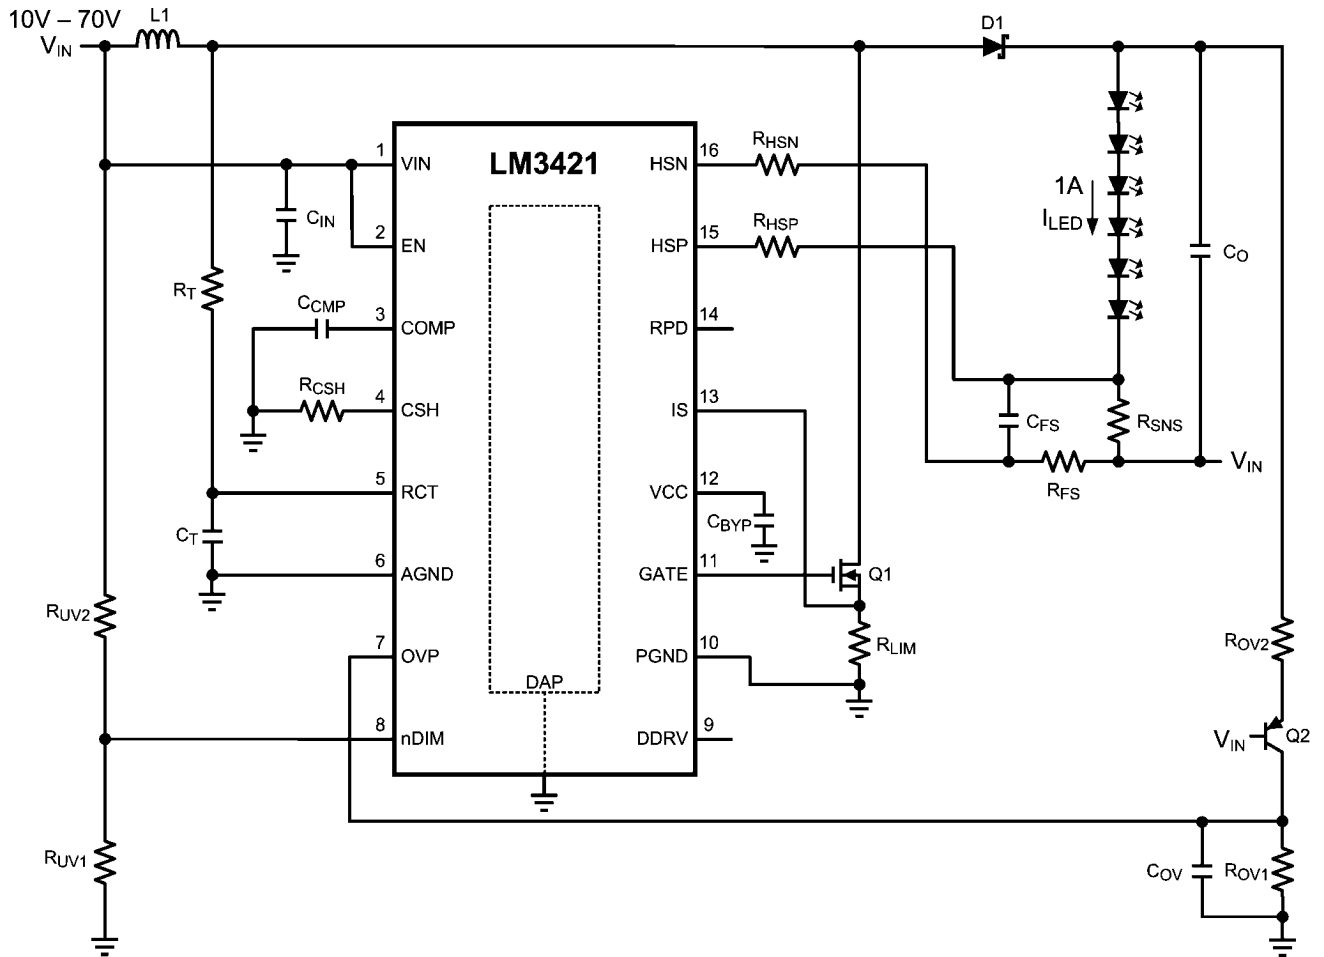 10V – 70V
VIN
L1
D1
LM3421
1 VIN
2 EN
3 COMP
4 CSH
5 RCT
6 AGND
7 OVP
8 nDIM
16 HSN
15 HSP
14 RPD
13 IS
12 VCC
11 GATE
10 PGND
9 DDRV
DAP
RHSN
RHSP
CIN
RT
CCMP
RCSH
CT
RUV2
RUV1
1A
ILED
CO
CFS
RSNS
RFS
VIN
CBYP
Q1
RLIM
ROV2
VIN
Q2
COV
ROV1